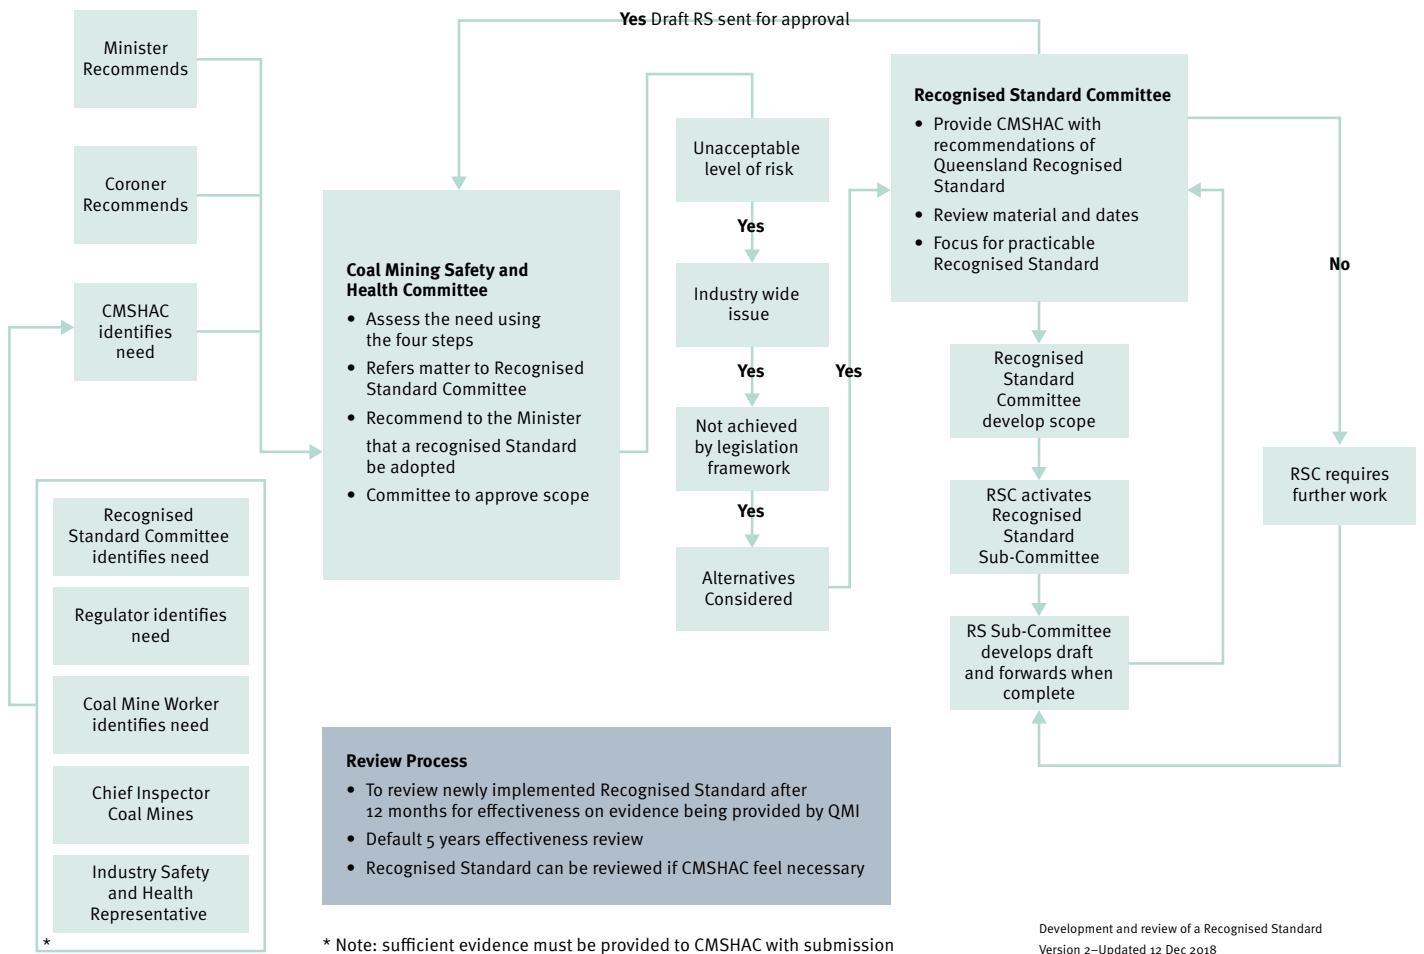 Yes Draft RS sent for approval
Minister
Recommends
Coroner
Recommends
CMSHAC
identifies
need
Recognised
Standard Committee
identifies need
Regulator identifies
need
Coal Mine Worker
identifies need
Chief Inspector
Coal Mines
Industry Safety
and Health
Representative
*
Coal Mining Safety and
Health Committee
• Assess the need using
the four steps
• Refers matter to Recognised
Standard Committee
• Recommend to the Minister
that a recognised Standard
be adopted
• Committee to approve scope
Unacceptable
level of risk
Yes
Industry wide
issue
Yes
Not achieved
by legislation
framework
Yes
Alternatives
Considered
Yes
Recognised Standard Committee
• Provide CMSHAC with
recommendations of
Queensland Recognised
Standard
• Review material and dates
• Focus for practicable
Recognised Standard
Recognised
Standard
Committee
develop scope
RSC activates
Recognised
Standard
Sub-Committee
RS Sub-Committee
develops draft
and forwards when
complete
No
RSC requires
further work
Review Process
• To review newly implemented Recognised Standard after
12 months for effectiveness on evidence being provided by QMI
• Default 5 years effectiveness review
• Recognised Standard can be reviewed if CMSHAC feel necessary
* Note: sufficient evidence must be provided to CMSHAC with submission
Development and review of a Recognised Standard
Version 2–Updated 12 Dec 2018